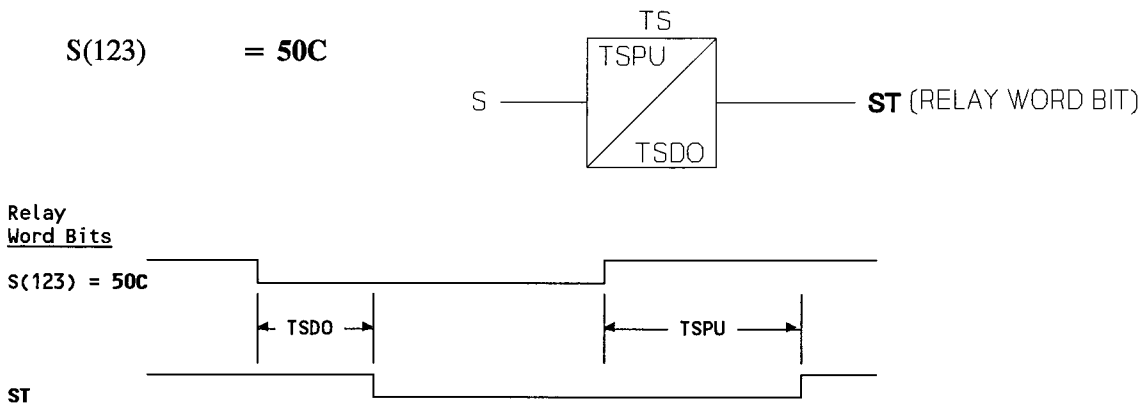 TS
S(123) = 50C
TSPU
S
ST (RELAY WORD BIT)
TSDO
Relay
Word Bits
S(123) = 50C
TSDO
TSPU
ST